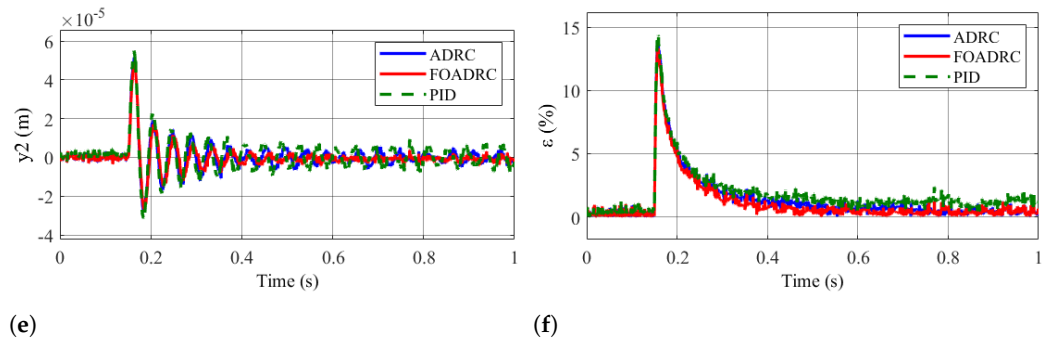 ×10⁻⁵
6
4
2
0
-2
-4
y2 (m)
ADRC
FOADRC
PID
0 0.2 0.4 0.6 0.8 1
Time (s)
(e)
15
10
5
0
ε (%)
ADRC
FOADRC
PID
0 0.2 0.4 0.6 0.8 1
Time (s)
(f)